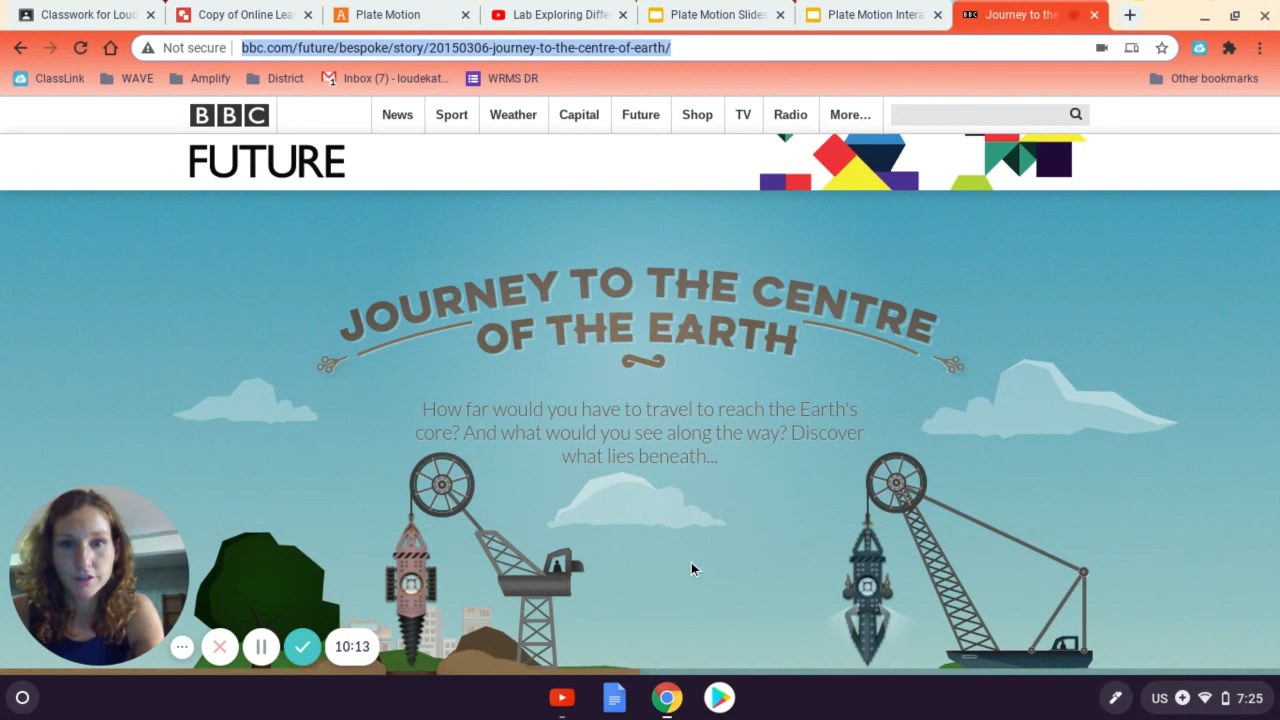 Classwork for Loud
Copy of Online Lea
Plate Motion
Lab Exploring Diffe
Plate Motion Slides
Plate Motion Intera
BBC
Journey to the
Not secure
bbc.com/future/bespoke/story/20150306-journey-to-the-centre-of-earth/
ClassLink
WAVE
Amplify
District
Inbox (7) - loudekat...
WRMS DR
Other bookmarks
BBC
News
Sport
Weather
Capital
Future
Shop
TV
Radio
More...
FUTURE
JOURNEY TO THE CENTRE
OF THE EARTH
How far would you have to travel to reach the Earth's
core? And what would you see along the way? Discover
what lies beneath...
10:13
US
7:25